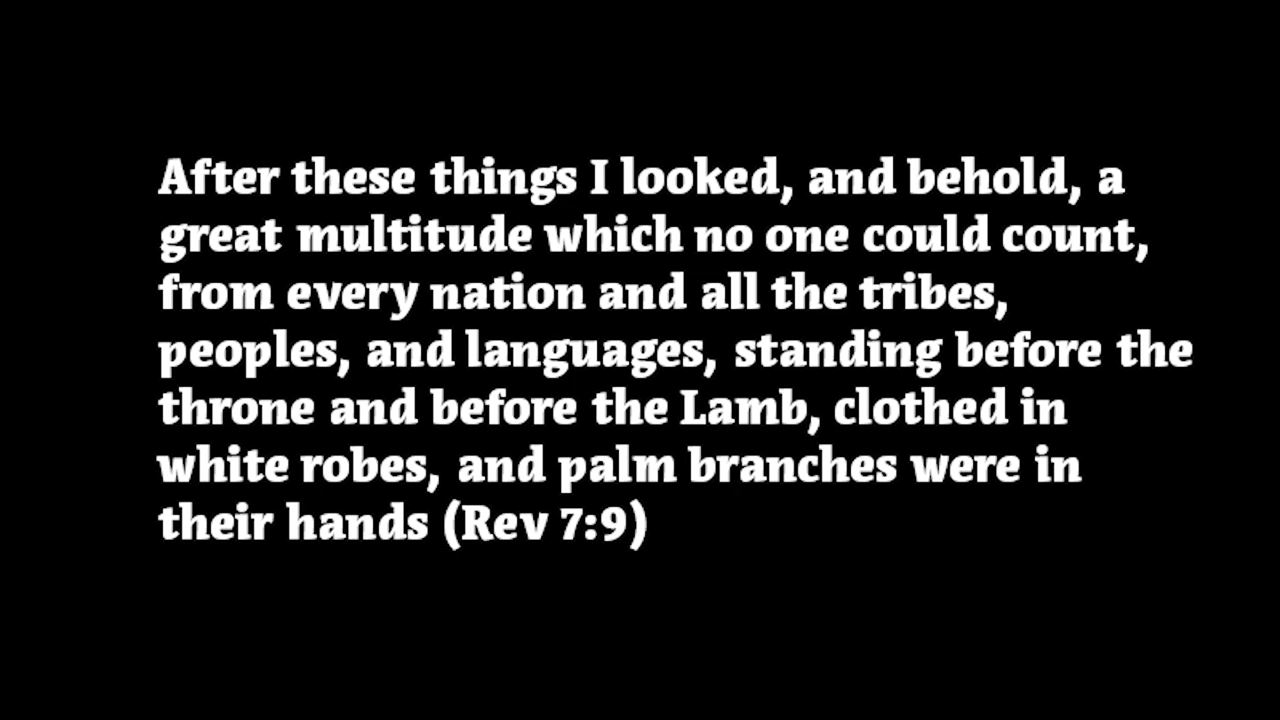 After these things I looked, and behold, a
great multitude which no one could count,
from every nation and all the tribes,
peoples, and languages, standing before the
throne and before the Lamb, clothed in
white robes, and palm branches were in
their hands (Rev 7:9)